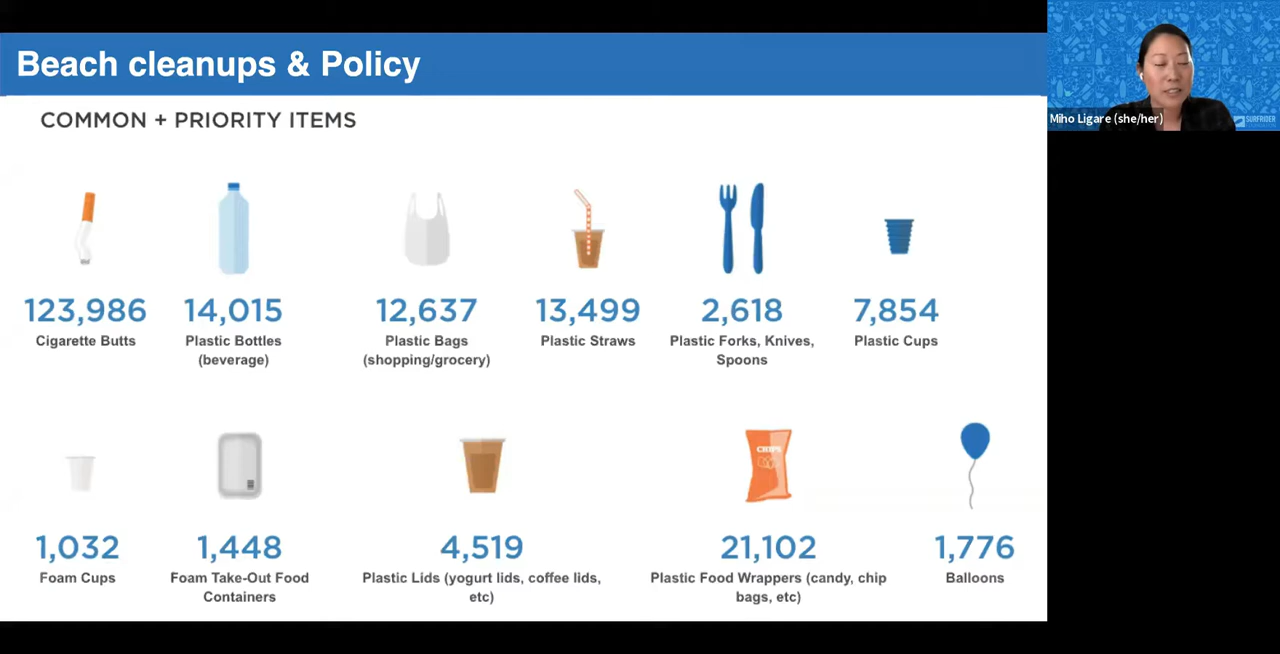 Beach cleanups & Policy
COMMON + PRIORITY ITEMS
123,986
Cigarette Butts
14,015
Plastic Bottles
(beverage)
12,637
Plastic Bags
(shopping/grocery)
13,499
Plastic Straws
2,618
Plastic Forks, Knives,
Spoons
7,854
Plastic Cups
1,032
Foam Cups
1,448
Foam Take-Out Food
Containers
4,519
Plastic Lids (yogurt lids, coffee lids,
etc)
CHIPS
21,102
Plastic Food Wrappers (candy, chip
bags, etc)
1,776
Balloons
Miho Ligare (she/her)
SURFRIDER